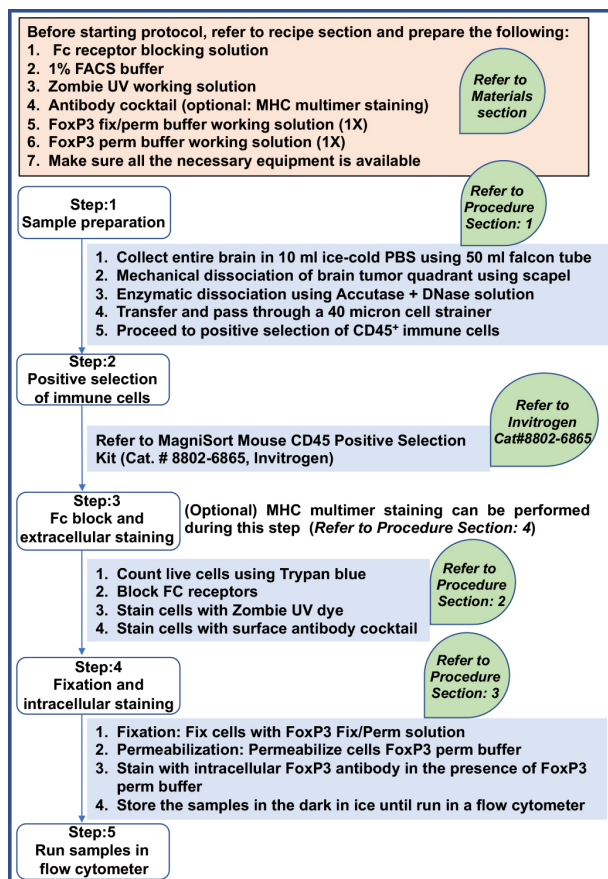 Before starting protocol, refer to recipe section and prepare the following:
1. Fc receptor blocking solution
2. 1% FACS buffer
3. Zombie UV working solution
4. Antibody cocktail (optional: MHC multimer staining)
5. FoxP3 fix/perm buffer working solution (1X)
6. FoxP3 perm buffer working solution (1X)
7. Make sure all the necessary equipment is available
Refer to
Materials
section
Step:1
Sample preparation
Refer to
Procedure
Section: 1
1. Collect entire brain in 10 ml ice-cold PBS using 50 ml falcon tube
2. Mechanical dissociation of brain tumor quadrant using scapel
3. Enzymatic dissociation using Accutase + DNase solution
4. Transfer and pass through a 40 micron cell strainer
5. Proceed to positive selection of CD45⁺ immune cells
Step:2
Positive selection
of immune cells
Refer to
Invitrogen
Cat#8802-6865
Refer to MagniSort Mouse CD45 Positive Selection
Kit (Cat. # 8802-6865, Invitrogen)
Step:3
Fc block and
extracellular staining
(Optional) MHC multimer staining can be performed
during this step (Refer to Procedure Section: 4)
1. Count live cells using Trypan blue
2. Block FC receptors
3. Stain cells with Zombie UV dye
4. Stain cells with surface antibody cocktail
Refer to
Procedure
Section: 2
Step:4
Fixation and
intracellular staining
Refer to
Procedure
Section: 3
1. Fixation: Fix cells with FoxP3 Fix/Perm solution
2. Permeabilization: Permeabilize cells FoxP3 perm buffer
3. Stain with intracellular FoxP3 antibody in the presence of FoxP3
perm buffer
4. Store the samples in the dark in ice until run in a flow cytometer
Step:5
Run samples in
flow cytometer